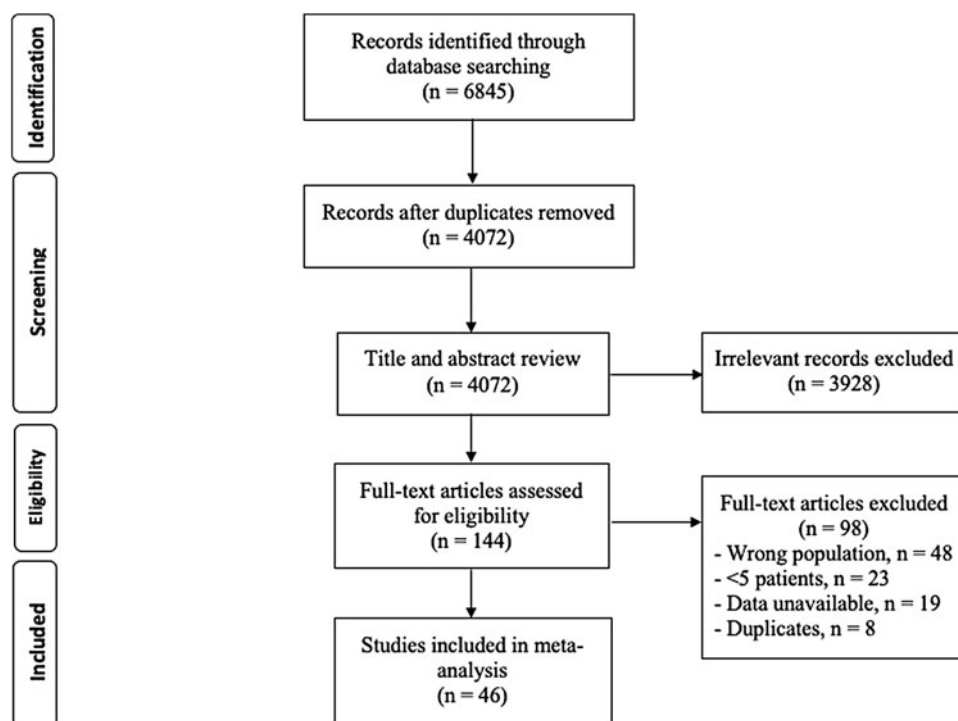 Identification
Records identified through
database searching
(n = 6845)
Screening
Records after duplicates removed
(n = 4072)
Title and abstract review
(n = 4072)
Irrelevant records excluded
(n = 3928)
Eligibility
Full-text articles assessed
for eligibility
(n = 144)
Full-text articles excluded
(n = 98)
- Wrong population, n = 48
- <5 patients, n = 23
- Data unavailable, n = 19
- Duplicates, n = 8
Included
Studies included in meta-
analysis
(n = 46)